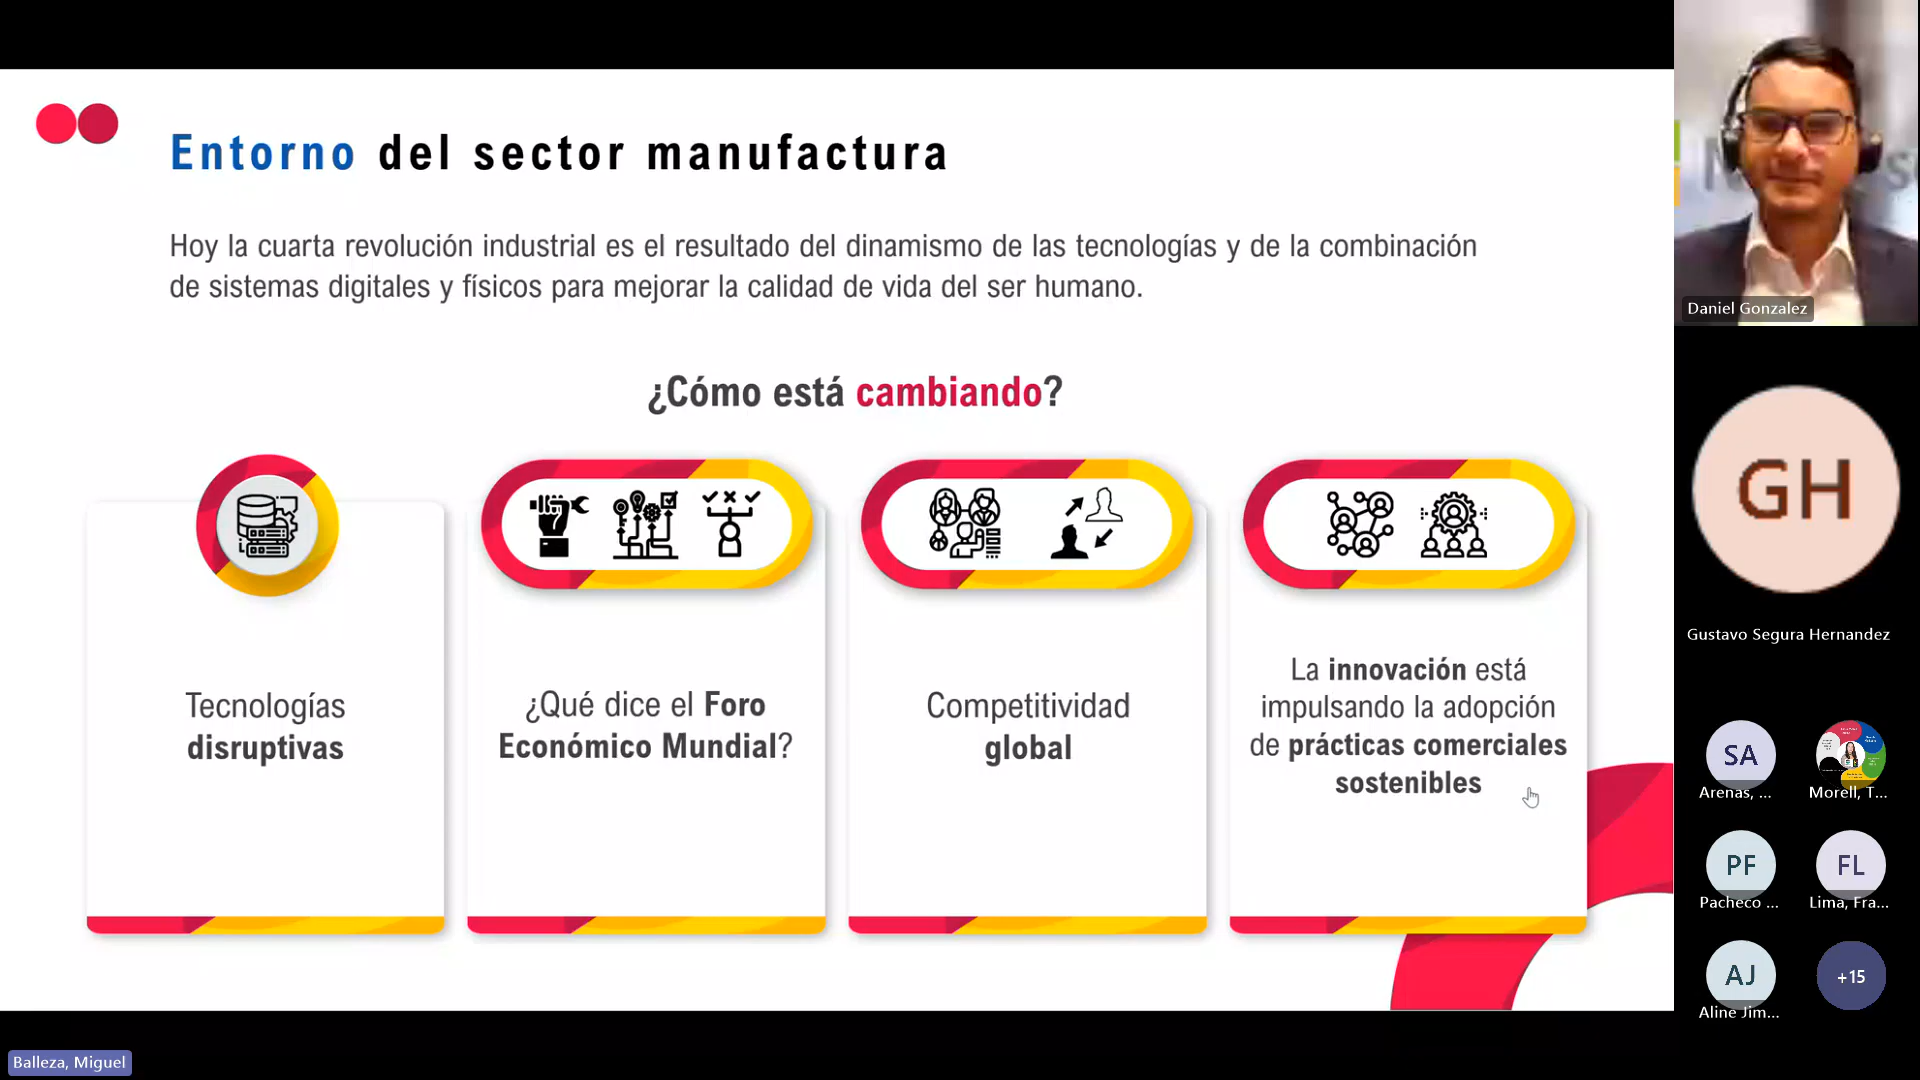 Entorno del sector manufactura
Hoy la cuarta revolución industrial es el resultado del dinamismo de las tecnologías y de la combinación
de sistemas digitales y físicos para mejorar la calidad de vida del ser humano.
¿Cómo está cambiando?
Tecnologías
disruptivas
¿Qué dice el Foro
Económico Mundial?
Competitividad
global
La innovación está
impulsando la adopción
de prácticas comerciales
sostenibles
Daniel Gonzalez
GH
Gustavo Segura Hernandez
SA
Arenas, ...
Morell, T...
PF
Pacheco ...
FL
Lima, Fra...
AJ
Aline Jim...
+15
Balleza, Miguel